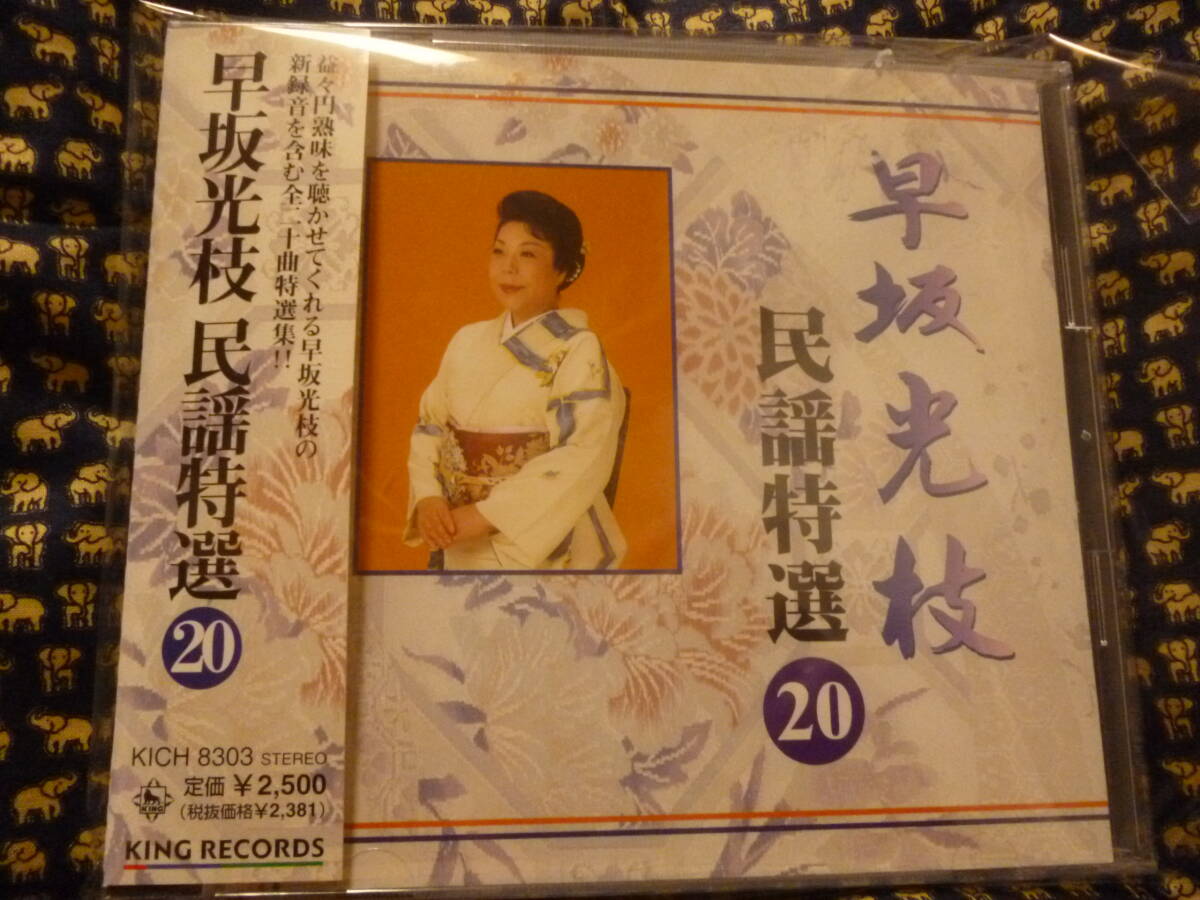 益々円熟味を聴かせてくれる早坂光枝の
新録音を含む全二十曲特選集!!
早坂光枝 民謡特選 20
KICH 8303 STEREO
KING
定価 ¥2,500
(税抜価格¥2,381)
KING RECORDS
早坂光枝
民謡特選
20